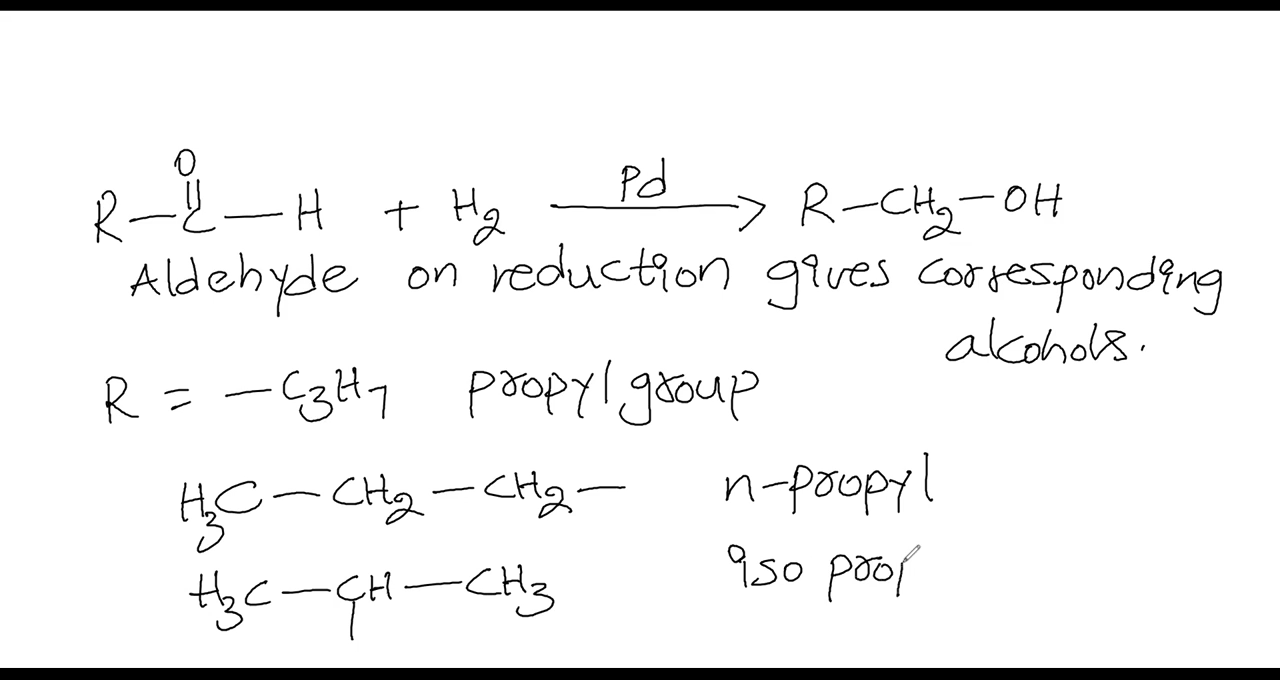 O
R–C–H + H₂ —Pd→ R–CH₂–OH
Aldehyde on reduction gives corresponding
alcohols.
R = –C₃H₇ propyl group
H₃C–CH₂–CH₂– n-propyl
H₃C–CH–CH₃ iso prop